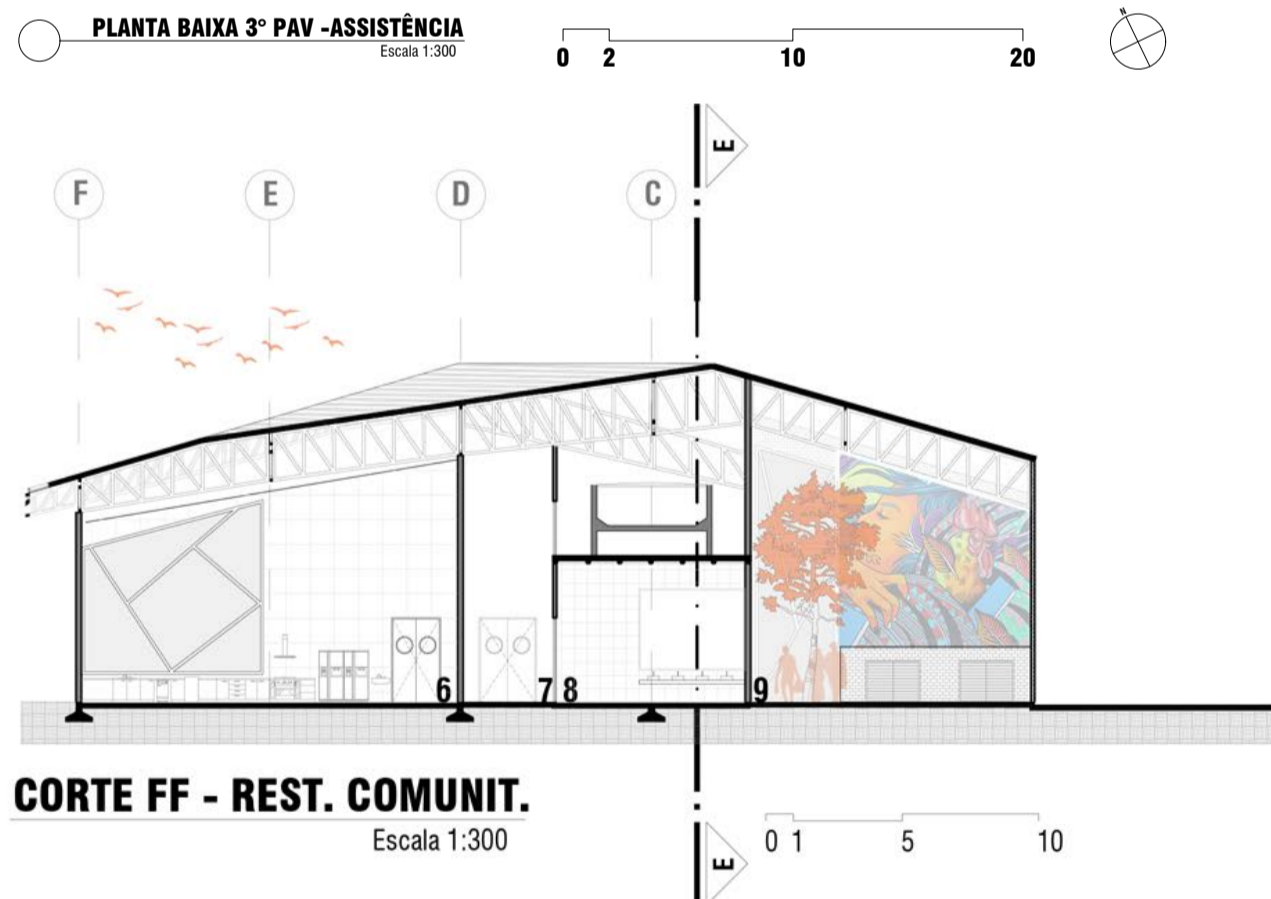 PLANTA BAIXA 3° PAV -ASSISTÊNCIA
Escala 1:300
0 2 10 20
N
E
F E D C
6 7 8 9
CORTE FF - REST. COMUNIT.
Escala 1:300
E
0 1 5 10